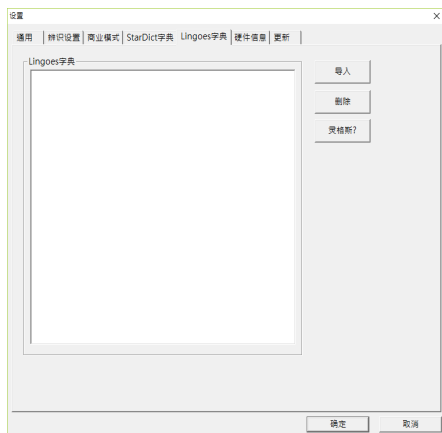 设置
通用 辨识设置 商业模式 StarDict字典 Lingoes字典 硬件信息 更新
Lingoes字典
导入
删除
灵格斯?
确定 取消